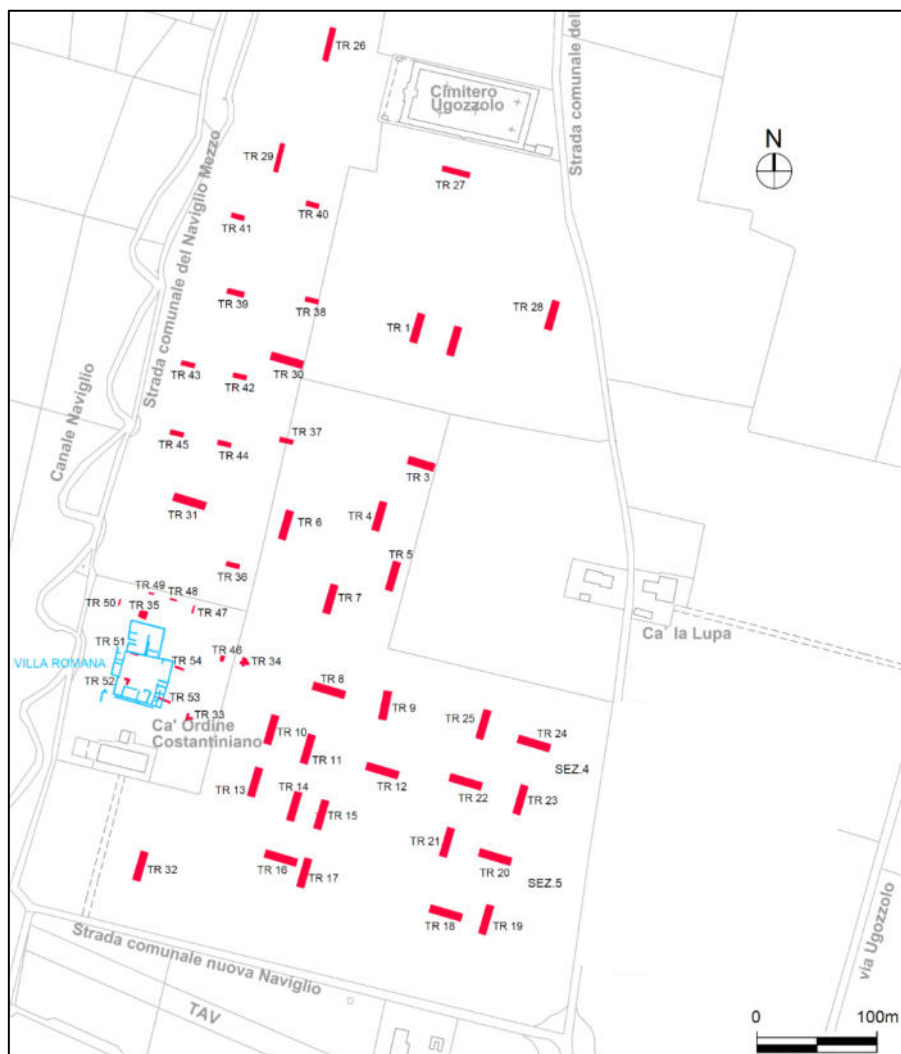 TR 26
Cimitero
Ugozzolo
Strada comunale dell
N
TR 29
TR 27
Strada comunale del Naviglio Mezzo
TR 40
TR 41
TR 39
TR 38
TR 28
TR 1
TR 30
TR 43
TR 42
Canale Naviglio
TR 37
TR 45
TR 44
TR 3
TR 31
TR 6
TR 4
TR 5
TR 36
TR 7
TR 49
TR 48
TR 50
TR 35
TR 47
Ca' la Lupa
TR 51
TR 46
TR 34
VILLA ROMANA
TR 54
TR 52
TR 8
TR 53
TR 9
TR 33
Ca' Ordine
Costantiniano
TR 10
TR 25
TR 24
TR 11
SEZ.4
TR 12
TR 13
TR 14
TR 22
TR 23
TR 15
TR 21
TR 16
TR 20
TR 32
TR 17
SEZ.5
TR 18
TR 19
Strada comunale nuova Naviglio
via Ugozzolo
TAV
0 100m